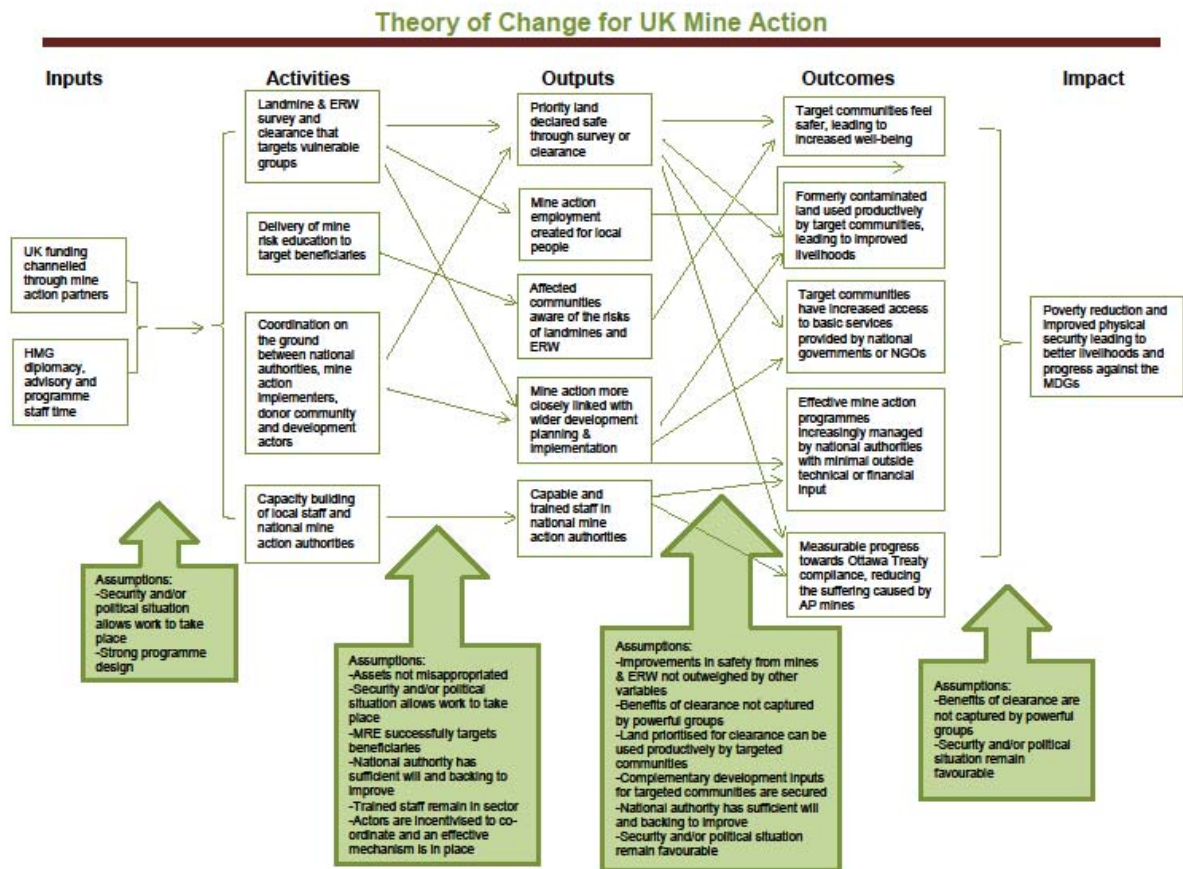 Theory of Change for UK Mine Action
Inputs
Activities
Outputs
Outcomes
Impact
UK funding
channelled
through mine
action partners
HMG
diplomacy,
advisory and
programme
staff time
Landmine & ERW
survey and
clearance that
targets vulnerable
groups
Delivery of mine
risk education to
target beneficiaries
Coordination on
the ground
between national
authorities, mine
action
implementers,
donor community
and development
actors
Capacity building
of local staff and
national mine
action authorities
Priority land
declared safe
through survey or
clearance
Mine action
employment
created for local
people
Affected
communities
aware of the risks
of landmines and
ERW
Mine action more
closely linked with
wider development
planning &
implementation
Capable and
trained staff in
national mine
action authorities
Target communities feel
safer, leading to
increased well-being
Formerly contaminated
land used productively
by target communities,
leading to improved
livelihoods
Target communities
have increased access
to basic services
provided by national
governments or NGOs
Effective mine action
programmes
increasingly managed
by national authorities
with minimal outside
technical or financial
input
Measurable progress
towards Ottawa Treaty
compliance, reducing
the suffering caused by
AP mines
Poverty reduction and
improved physical
security leading to
better livelihoods and
progress against the
MDGs
Assumptions:
-Security and/or
political situation
allows work to take
place
-Strong programme
design
Assumptions:
-Assets not misappropriated
-Security and/or political
situation allows work to take
place
-MRE successfully targets
beneficiaries
-National authority has
sufficient will and backing to
improve
-Trained staff remain in sector
-Actors are incentivised to co-
ordinate and an effective
mechanism is in place
Assumptions:
-Improvements in safety from mines
& ERW not outweighed by other
variables
-Benefits of clearance not captured
by powerful groups
-Land prioritised for clearance can be
used productively by targeted
communities
-Complementary development inputs
for targeted communities are secured
-National authority has sufficient will
and backing to improve
-Security and/or political situation
remain favourable
Assumptions:
-Benefits of clearance are
not captured by powerful
groups
-Security and/or political
situation remain
favourable